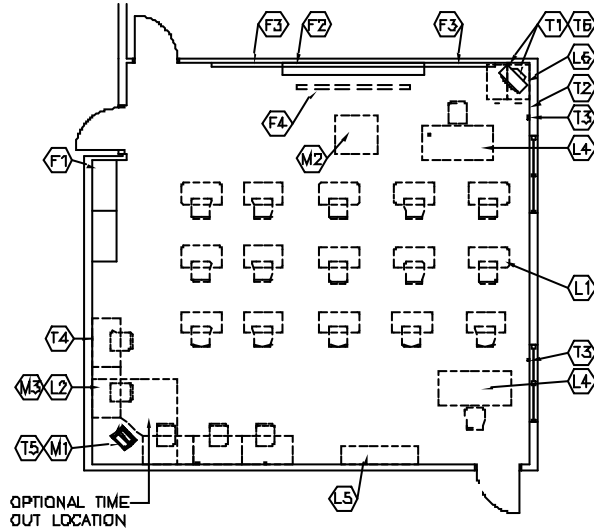 F3
F2
F3
T1
T6
L6
T2
T3
F4
M2
L4
F1
L1
T4
T3
M3
L2
L4
T5
M1
L5
OPTIONAL TIME
OUT LOCATION